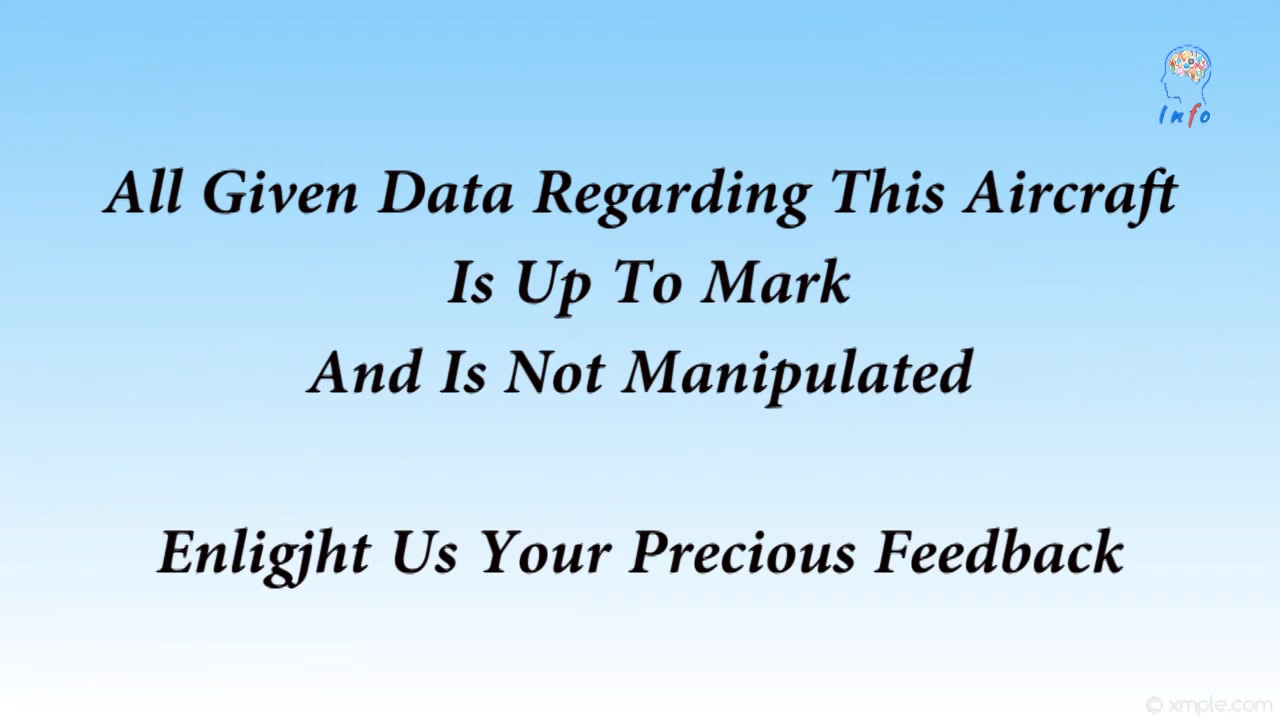 Info
All Given Data Regarding This Aircraft
Is Up To Mark
And Is Not Manipulated
Enligjht Us Your Precious Feedback
© xmple.com